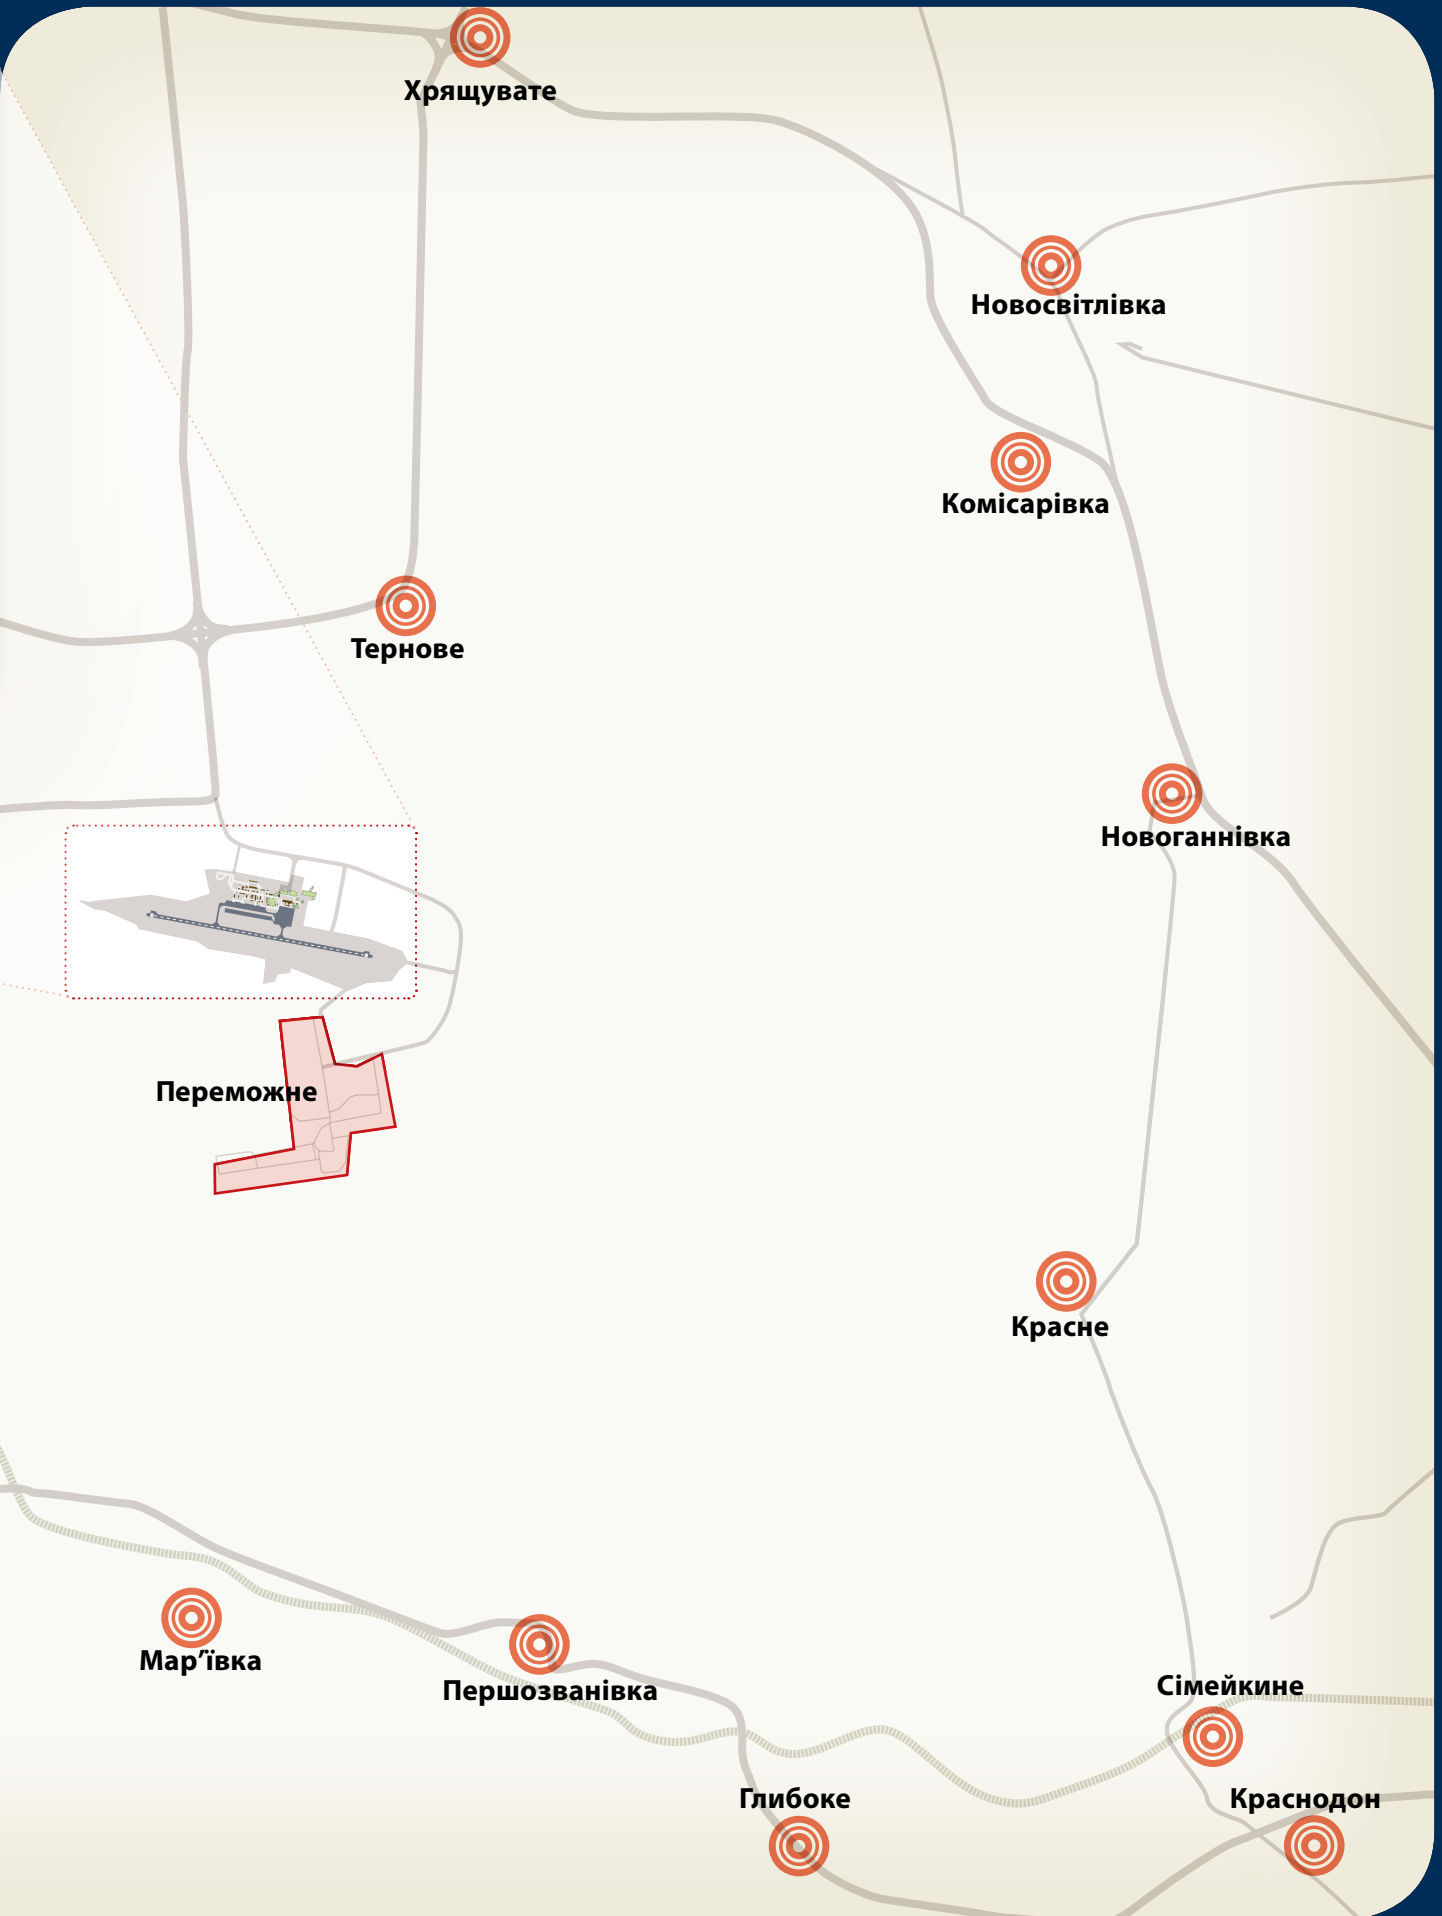 Хрящувате
Новосвітлівка
Комісарівка
Тернове
Новоганнівка
Переможне
Красне
Мар’ївка
Першозванівка
Сімейкине
Глибоке
Краснодон